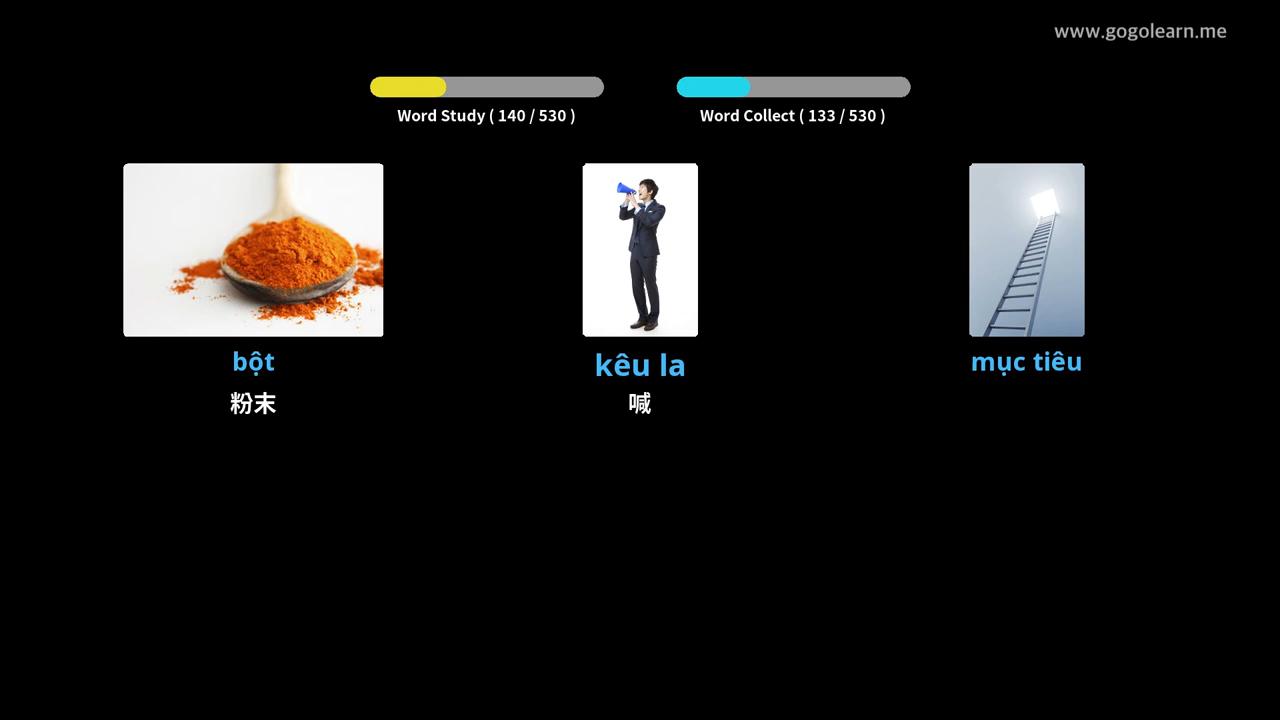 www.gogolearn.me
Word Study ( 140 / 530 )
Word Collect ( 133 / 530 )
bột
kêu la
mục tiêu
粉末
喊